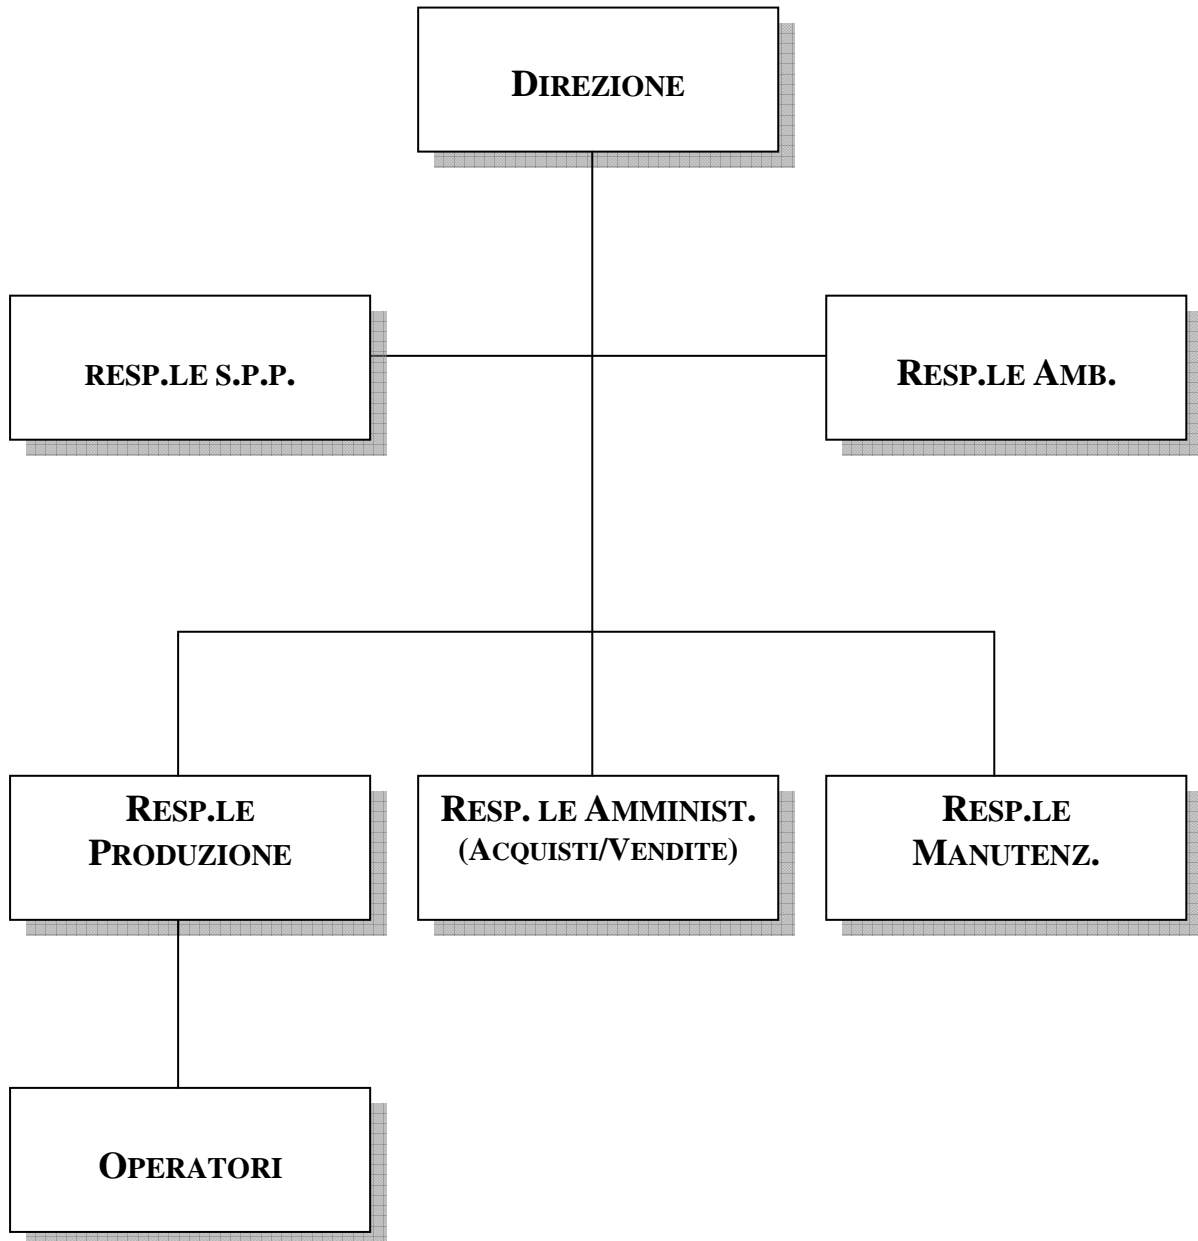 DIREZIONE
RESP.LE S.P.P.
RESP.LE AMB.
RESP.LE
PRODUZIONE
RESP. LE AMMINIST.
(ACQUISTI/VENDITE)
RESP.LE
MANUTENZ.
OPERATORI